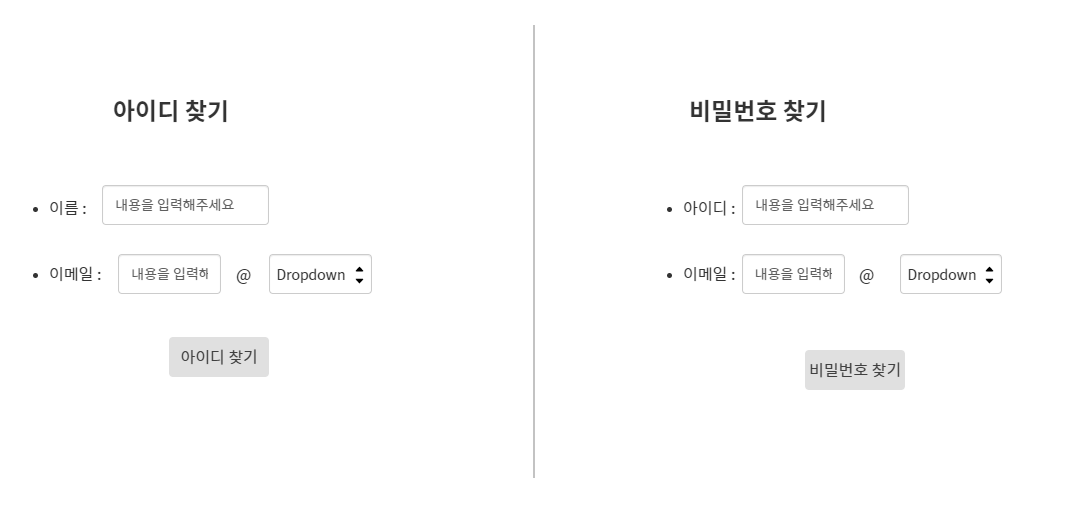 아이디 찾기
이름 : 내용을 입력해주세요
이메일 : 내용을 입력해 @ Dropdown
아이디 찾기
비밀번호 찾기
아이디 : 내용을 입력해주세요
이메일 : 내용을 입력해 @ Dropdown
비밀번호 찾기